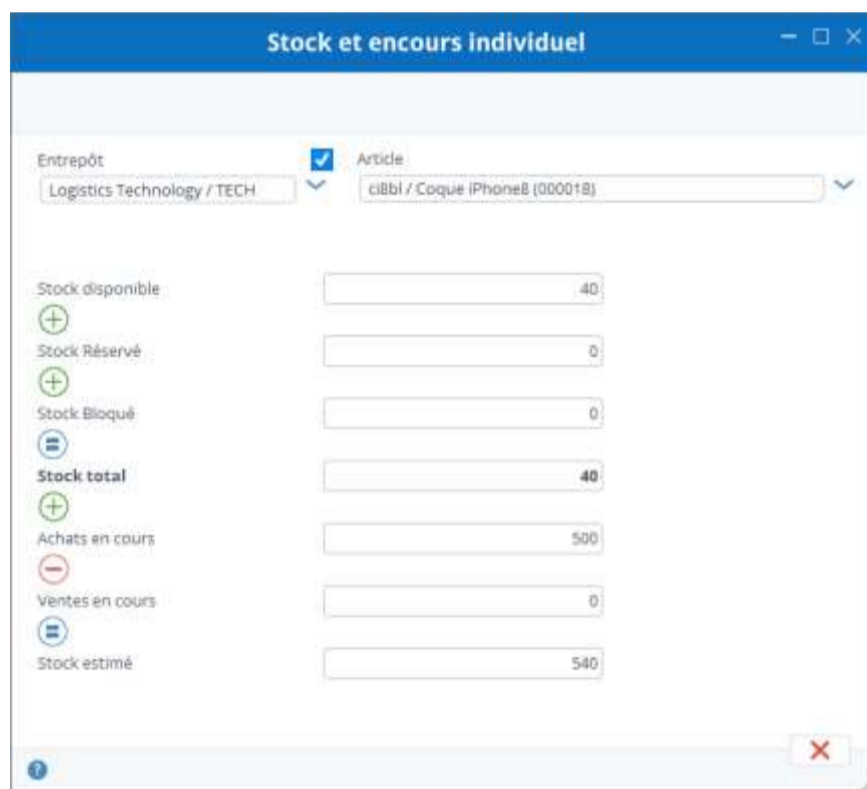 Stock et encours individuel
Entrepôt
Article
Logistics Technology / TECH
ci8bl / Coque iPhone8 (000018)
Stock disponible
40
Stock Réservé
0
Stock Bloqué
0
Stock total
40
Achats en cours
500
Ventes en cours
0
Stock estimé
540